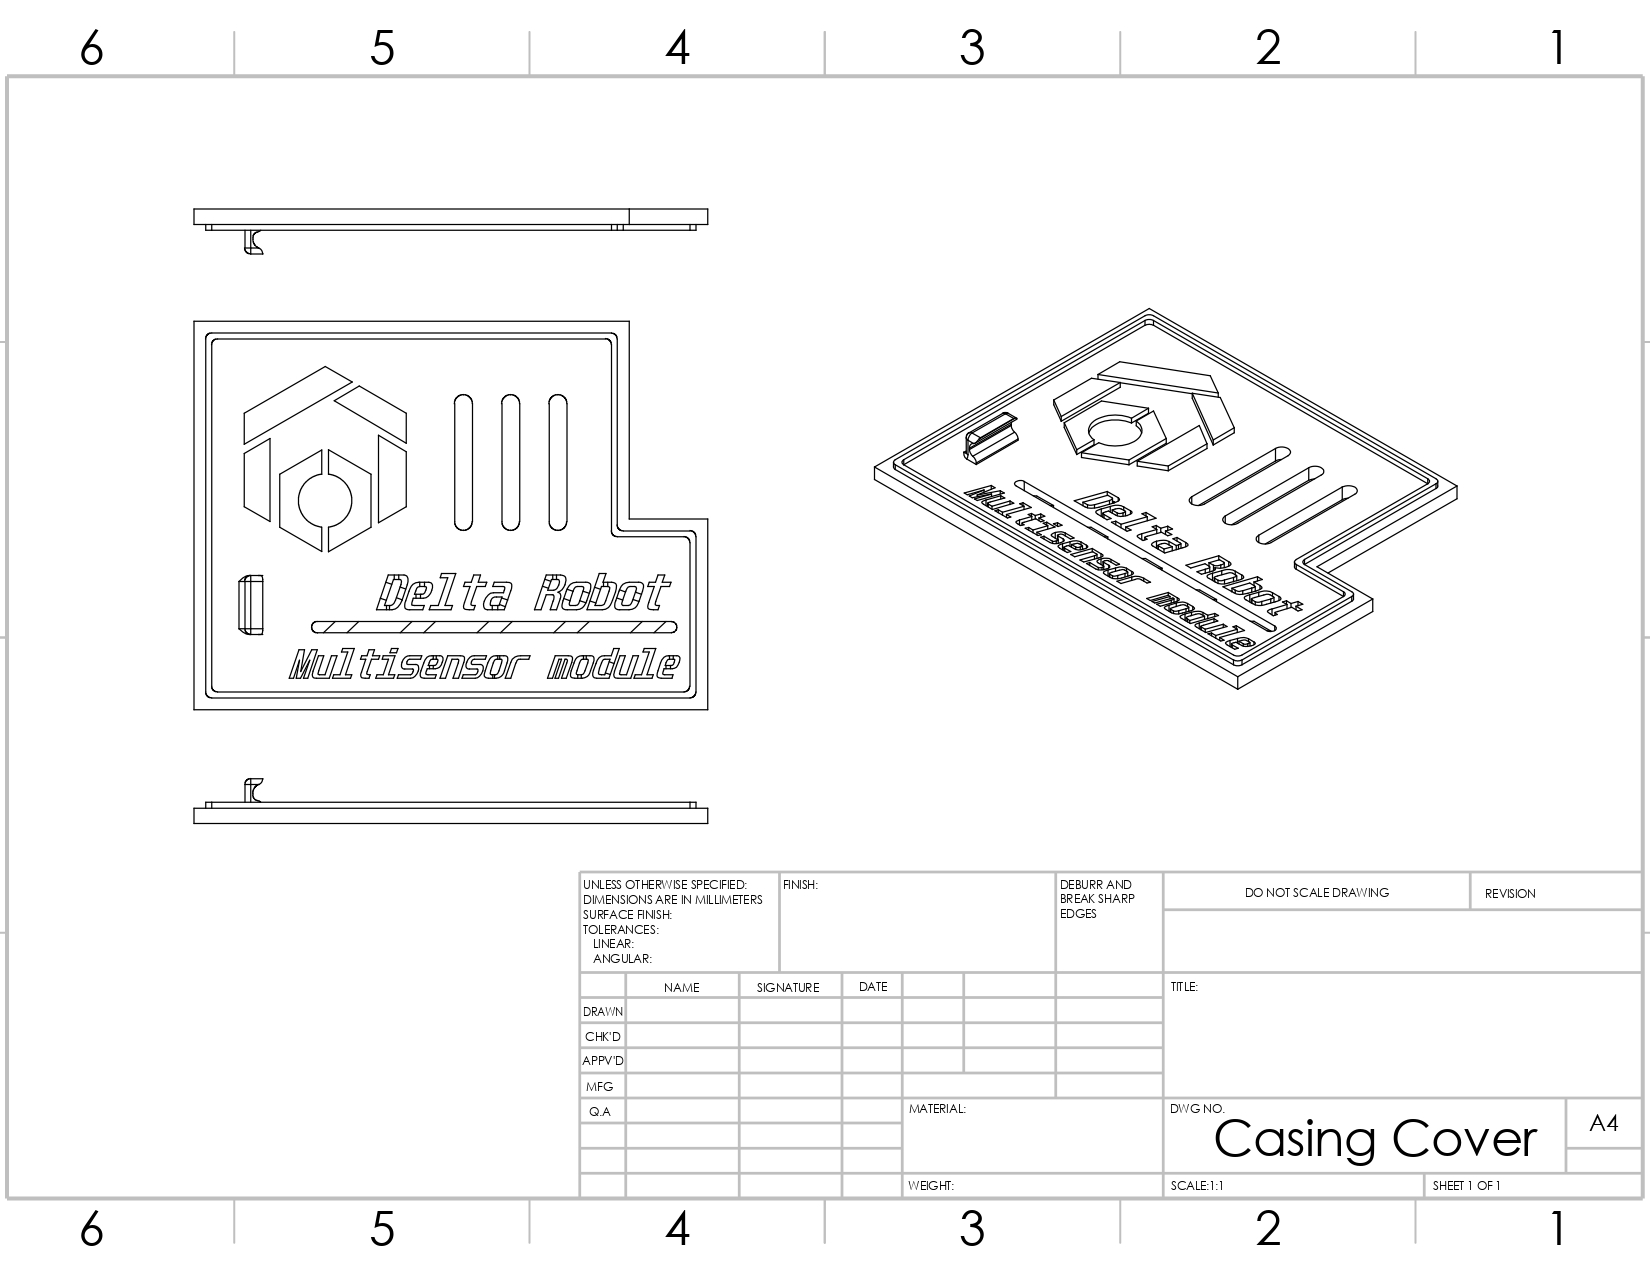 6 5 4 3 2 1
Delta Robot
Multisensor module
Delta Robot
Multisensor module
UNLESS OTHERWISE SPECIFIED:
DIMENSIONS ARE IN MILLIMETERS
SURFACE FINISH:
TOLERANCES:
LINEAR:
ANGULAR:
FINISH:
DEBURR AND
BREAK SHARP
EDGES
DO NOT SCALE DRAWING
REVISION
NAME SIGNATURE DATE
DRAWN
CHK'D
APPV'D
MFG
Q.A
TITLE:
MATERIAL:
DWG NO.
Casing Cover
A4
WEIGHT:
SCALE:1:1
SHEET 1 OF 1
6 5 4 3 2 1